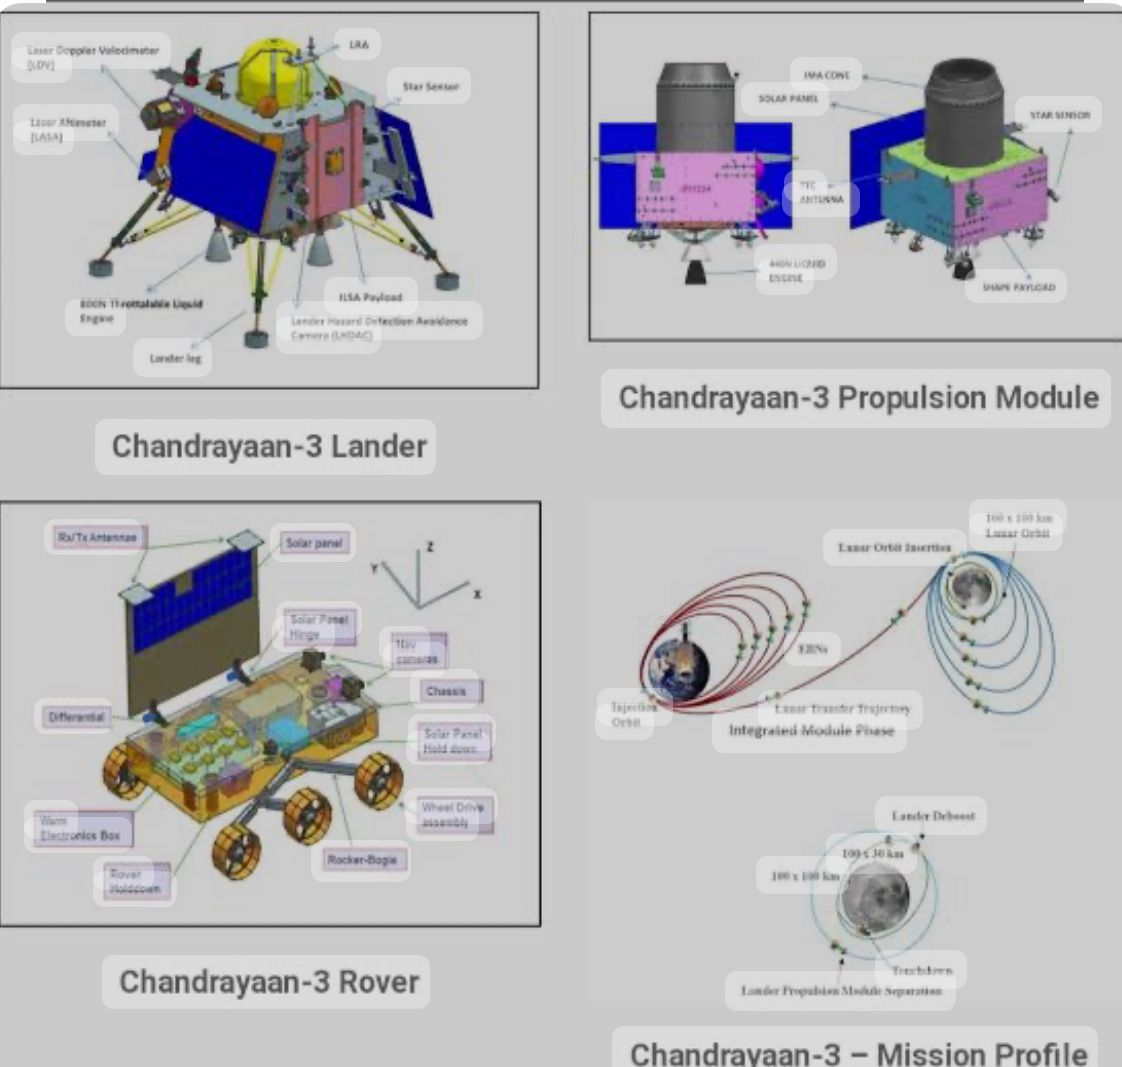 Laser Doppler Velocimeter
(LDV)
LRA
Star Sensor
Laser Altimeter
(LASA)
800N Throttalable Liquid
Engine
ILSA Payload
Lander Hazard Detection Avoidance
Camera (LHDAC)
Lander leg
Chandrayaan-3 Lander
IMA CONE
SOLAR PANEL
STAR SENSOR
TTC
ANTENNA
440N LIQUID
ENGINE
SHAPE PAYLOAD
Chandrayaan-3 Propulsion Module
Rx/Tx Antennae
Solar panel
Z
Y
X
Solar Panel
Hinge
Nav
cameras
Chassis
Differential
Solar Panel
Hold down
Wheel Drive
assembly
Warm
Electronics Box
Rocker-Bogie
Rover
Holddown
Chandrayaan-3 Rover
100 x 100 km
Lunar Orbit
Lunar Orbit Insertion
EBNs
Injection
Orbit
Lunar Transfer Trajectory
Integrated Module Phase
Lander Deboost
100 x 30 km
100 x 100 km
Touchdown
Lander Propulsion Module Separation
Chandrayaan-3 – Mission Profile